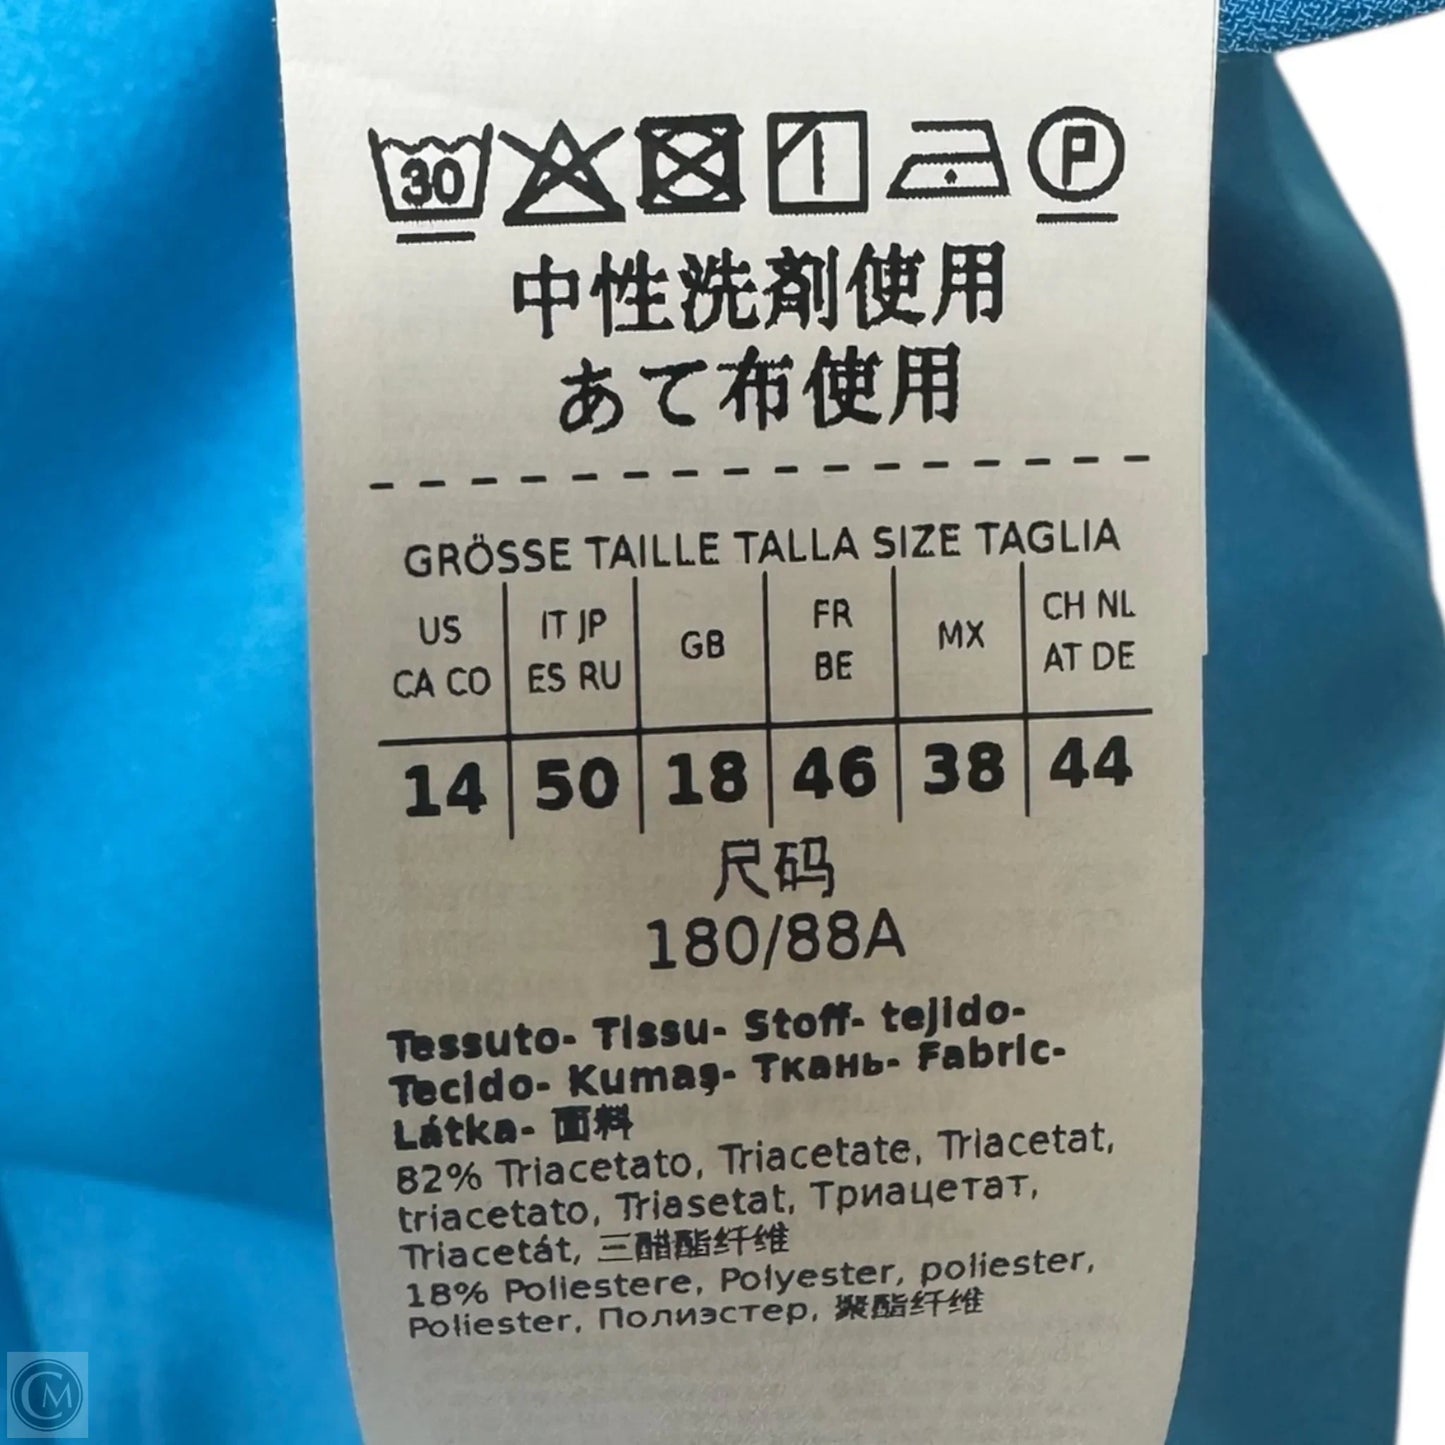 30 P
中性洗剤使用
あて布使用
GRÖSSE TAILLE TALLA SIZE TAGLIA
US CA CO IT JP ES RU GB FR BE MX CH NL AT DE
14 50 18 46 38 44
尺码
180/88A
Tessuto- Tissu- Stoff- tejido-
Tecido- Kumaş- Ткань- Fabric-
Látka- 面料
82% Triacetato, Triacetate, Triacetat,
triacetato, Triasetat, Триацетат,
Triacetát, 三醋酯纤维
18% Poliestere, Polyester, poliester,
Poliester, Полиэстер, 聚酯纤维
CM